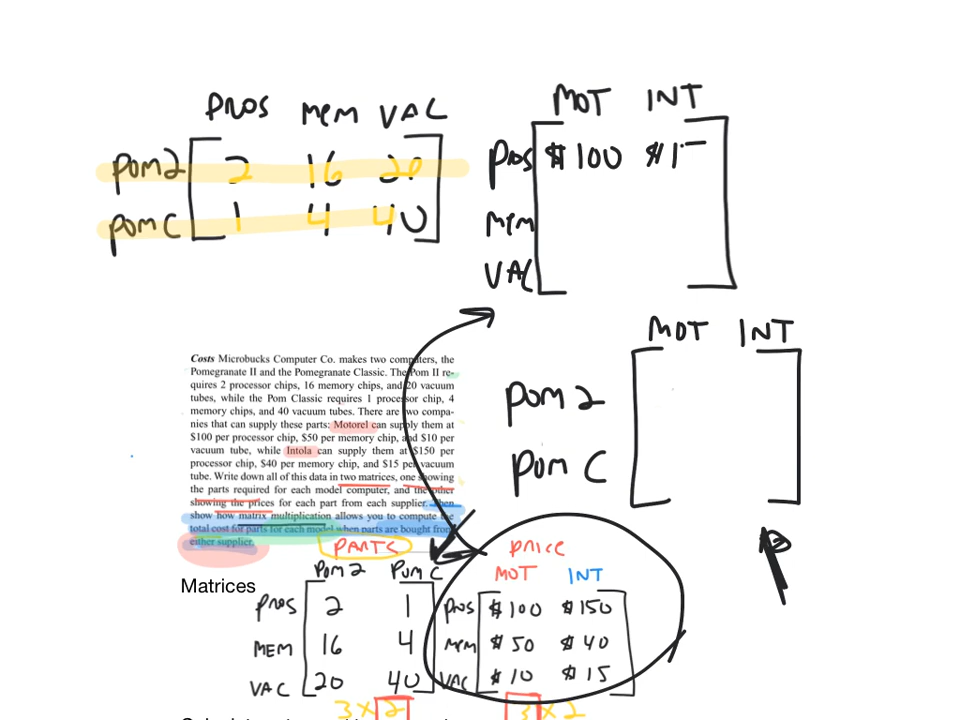 PROS MEM VAC
POM2 2 16 20
POM C 1 4 40
MOT INT
PROS $100 $1
MEM
VAC
MOT INT
POM 2
POM C
Costs Microbucks Computer Co. makes two computers, the
Pomegranate II and the Pomegranate Classic. The Pom II re-
quires 2 processor chips, 16 memory chips, and 20 vacuum
tubes, while the Pom Classic requires 1 processor chip, 4
memory chips, and 40 vacuum tubes. There are two compa-
nies that can supply these parts: Motorel can supply them at
$100 per processor chip, $50 per memory chip, and $10 per
vacuum tube, while Intola can supply them at $150 per
processor chip, $40 per memory chip, and $15 per vacuum
tube. Write down all of this data in two matrices, one showing
the parts required for each model computer, and the other
showing the prices for each part from each supplier. Then
show how matrix multiplication allows you to compute the
total cost for parts for each model when parts are bought from
either supplier.
Matrices
PARTS
POM 2 POM C
PROS 2 1
MEM 16 4
VAC 20 40
3 x 2
Price
MOT INT
PROS $100 $150
MEM $50 $40
VAC $10 $15
3 x 2